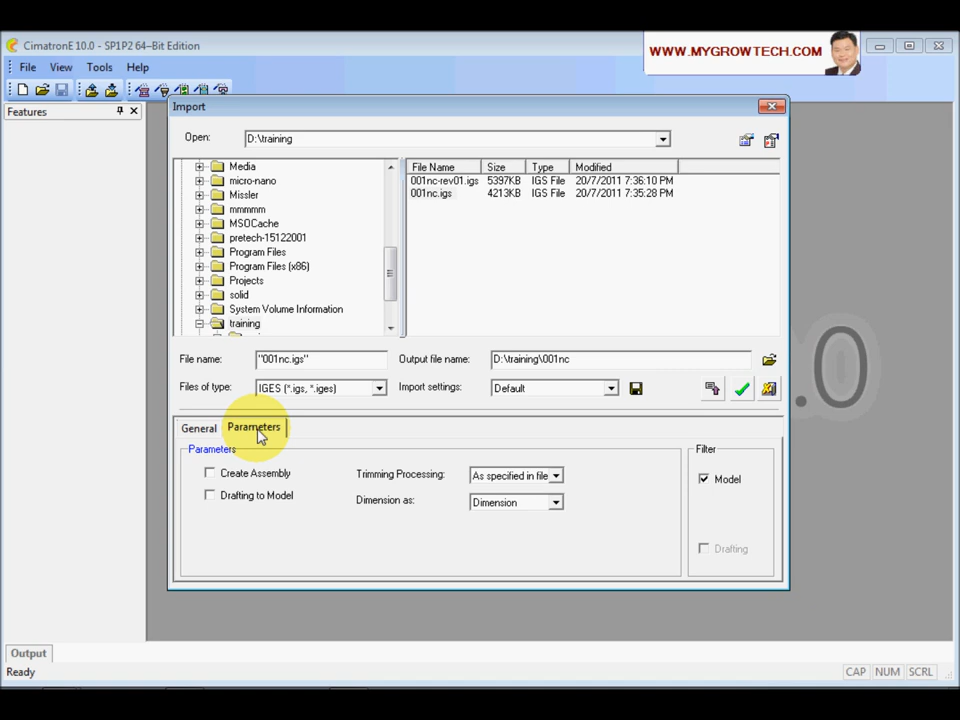 CimatronE 10.0 - SP1P2 64-Bit Edition
WWW.MYGROWTECH.COM
File View Tools Help
Features
Import
Open: D:\training
Media
micro-nano
Missler
mmmmm
MSOCache
pretech-15122001
Program Files
Program Files (x86)
Projects
solid
System Volume Information
training
File Name Size Type Modified
001nc-rev01.igs 5397KB IGS File 20/7/2011 7:36:10 PM
001nc.igs 4213KB IGS File 20/7/2011 7:35:28 PM
File name: "001nc.igs" Output file name: D:\training\001nc
Files of type: IGES (*.igs, *.iges) Import settings: Default
General Parameters
Parameters
Create Assembly Trimming Processing: As specified in file
Drafting to Model Dimension as: Dimension
Filter
Model
Drafting
.0
Output
Ready CAP NUM SCRL